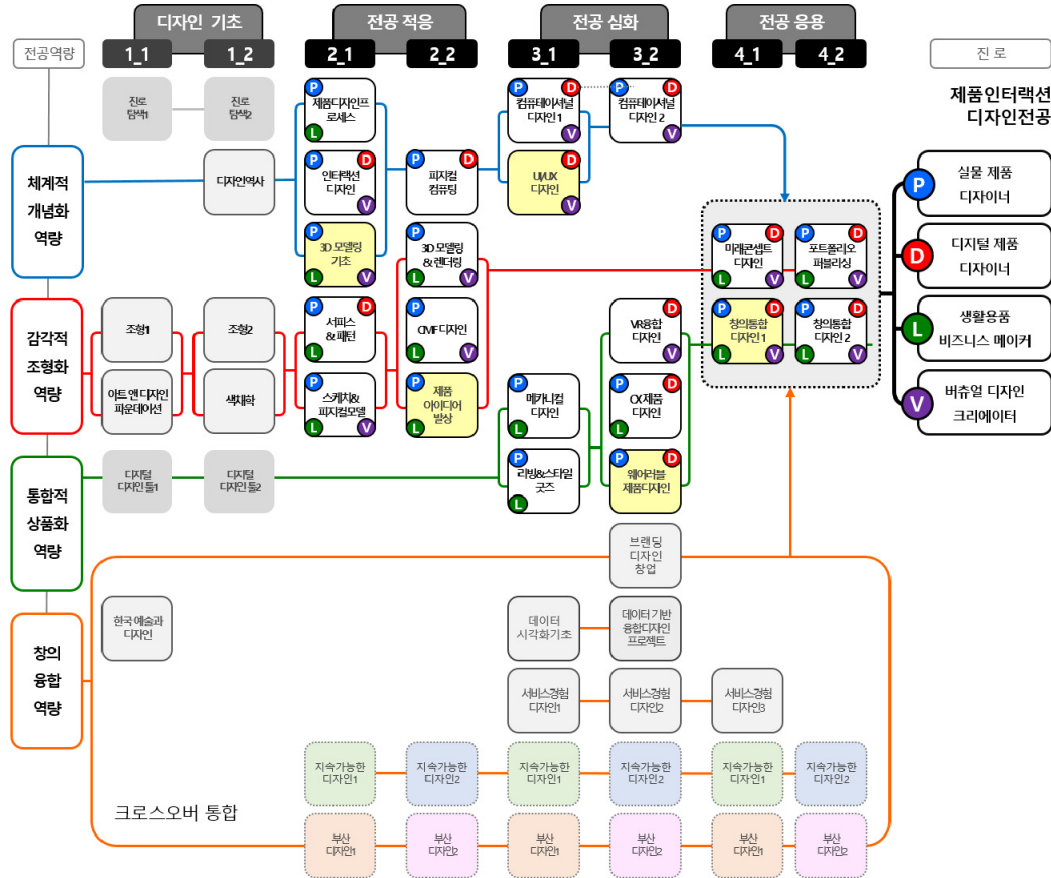 디자인 기초
전공 적응
전공 심화
전공 응용
전공역량
1_1
1_2
2_1
2_2
3_1
3_2
4_1
4_2
진 로
제품인터랙션
디자인전공
진로
탐색1
진로
탐색2
P
제품디자인프
로세스
L
P
D
컴퓨테이셔널
디자인 1
V
P
D
컴퓨테이셔널
디자인 2
V
체계적
개념화
역량
디자인역사
P
D
인터랙션
디자인
V
P
D
피지컬
컴퓨팅
P
D
UI/UX
디자인
V
P
실물 제품
디자이너
P
3D 모델링
기초
L
V
P
3D 모델링
& 렌더링
L
V
P
D
미래콘셉트
디자인
L
V
P
D
포트폴리오
퍼블리싱
L
V
D
디지털 제품
디자이너
감각적
조형화
역량
조형1
조형2
P
D
서피스
& 패턴
L
P
CMF 디자인
L
V
P
D
VR융합
디자인
V
P
D
창의통합
디자인 1
L
V
P
D
창의통합
디자인 2
L
V
L
생활용품
비즈니스 메이커
아트 앤 디자인
파운데이션
색채학
P
스케치&
피지컬모델
L
V
P
제품
아이디어
발상
L
P
메카니컬
디자인
L
P
D
CX 제품
디자인
L
V
버츄얼 디자인
크리에이터
통합적
상품화
역량
디지털
디자인 툴1
디지털
디자인 툴2
P
리빙&스타일
굿즈
L
P
D
웨어러블
제품디자인
브랜딩
디자인
창업
창의
융합
역량
한국 예술과
디자인
데이터
시각화기초
데이터 기반
융합디자인
프로젝트
서비스경험
디자인1
서비스경험
디자인2
서비스경험
디자인3
지속가능한
디자인1
지속가능한
디자인2
지속가능한
디자인1
지속가능한
디자인2
지속가능한
디자인1
지속가능한
디자인2
크로스오버 통합
부산
디자인1
부산
디자인2
부산
디자인1
부산
디자인2
부산
디자인1
부산
디자인2